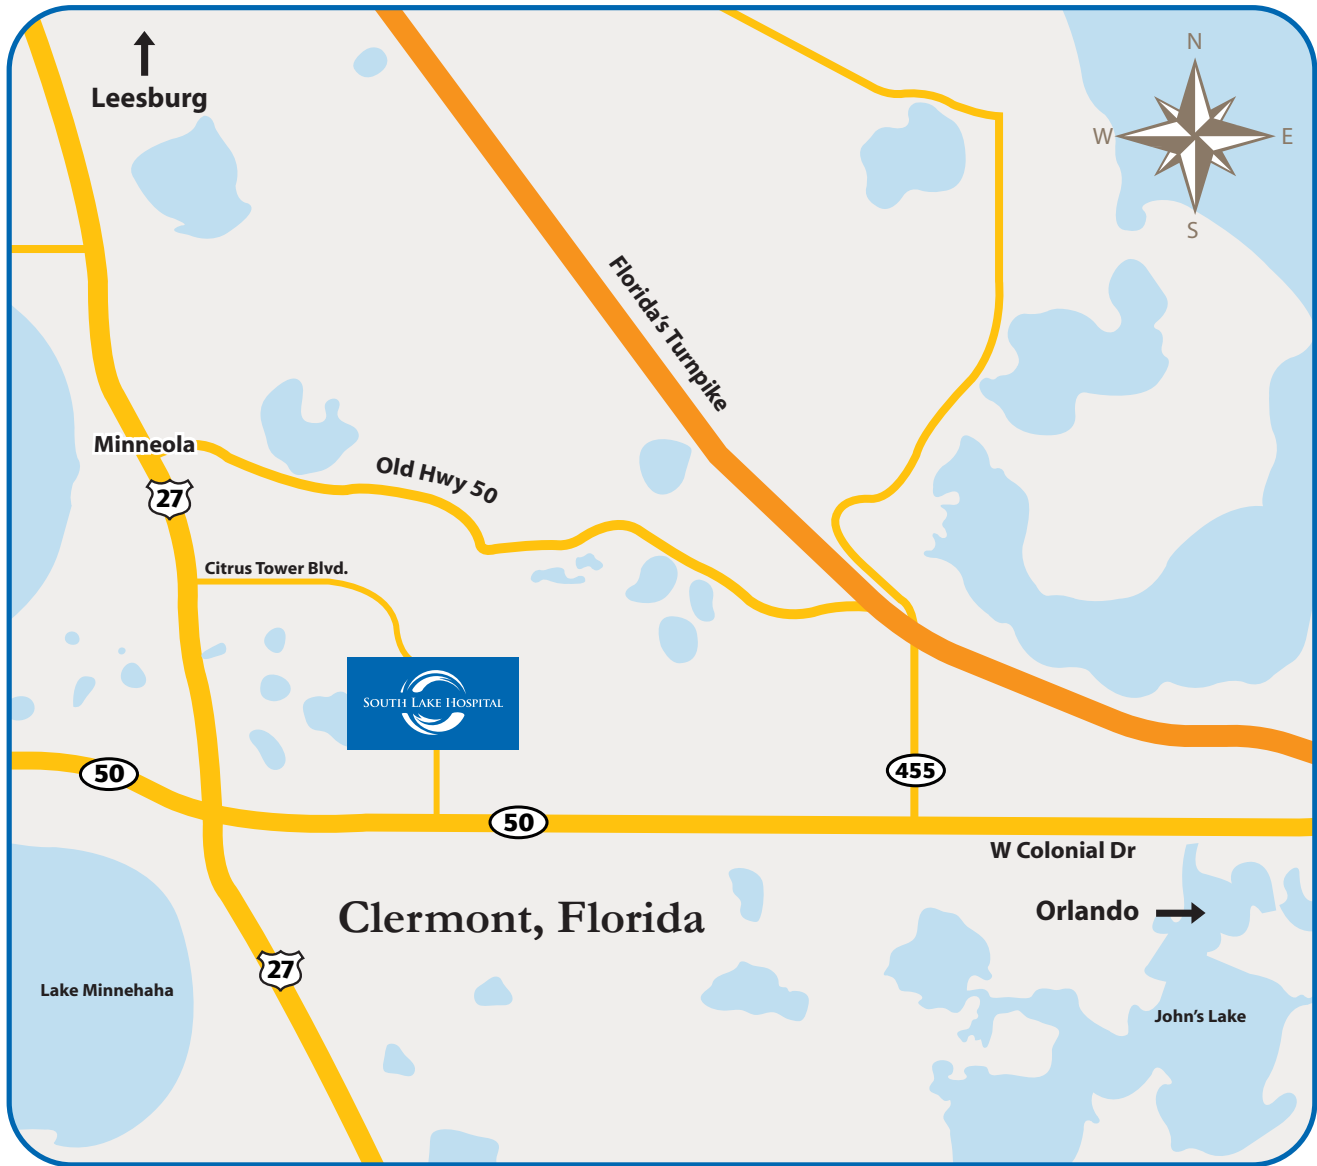 N
Leesburg
W
E
S
Florida's Turnpike
Minneola
Old Hwy 50
27
Citrus Tower Blvd.
SOUTH LAKE HOSPITAL
50
455
50
W Colonial Dr
Clermont, Florida
Orlando
27
Lake Minnehaha
John's Lake